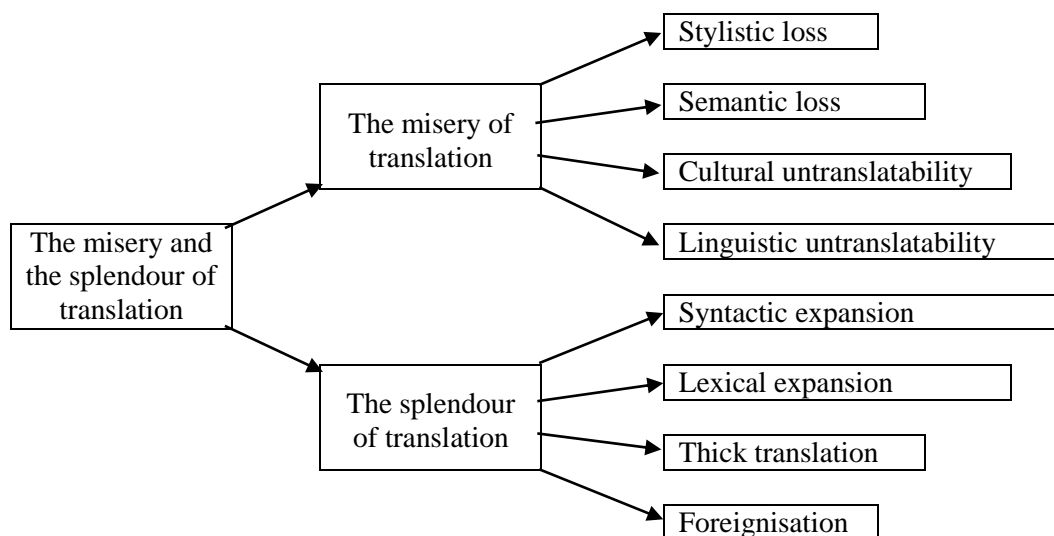 The misery and
the splendour of
translation
The misery of
translation
Stylistic loss
Semantic loss
Cultural untranslatability
Linguistic untranslatability
The splendour
of translation
Syntactic expansion
Lexical expansion
Thick translation
Foreignisation